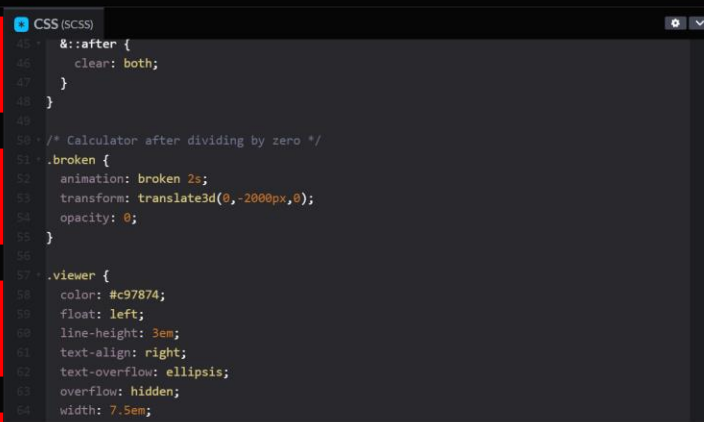 CSS (SCSS)
45 &::after {
46 clear: both;
47 }
48 }
49
50 /* Calculator after dividing by zero */
51 .broken {
52 animation: broken 2s;
53 transform: translate3d(0,-2000px,0);
54 opacity: 0;
55 }
56
57 .viewer {
58 color: #c97874;
59 float: left;
60 line-height: 3em;
61 text-align: right;
62 text-overflow: ellipsis;
63 overflow: hidden;
64 width: 7.5em;